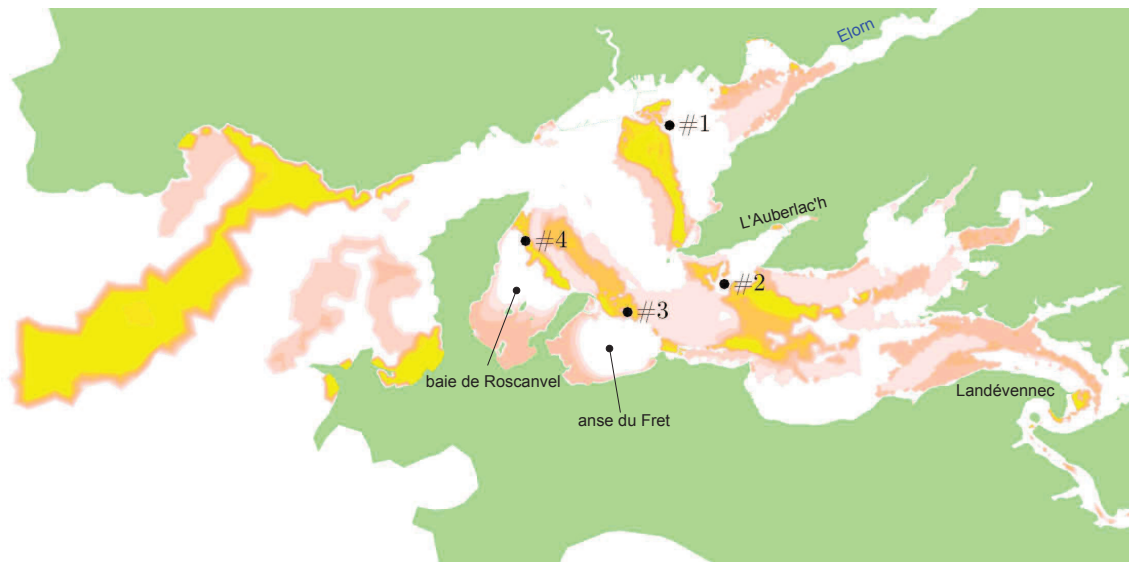 Elorn
#1
L'Auberlac'h
#4
#2
#3
baie de Roscanvel
Landévennec
anse du Fret